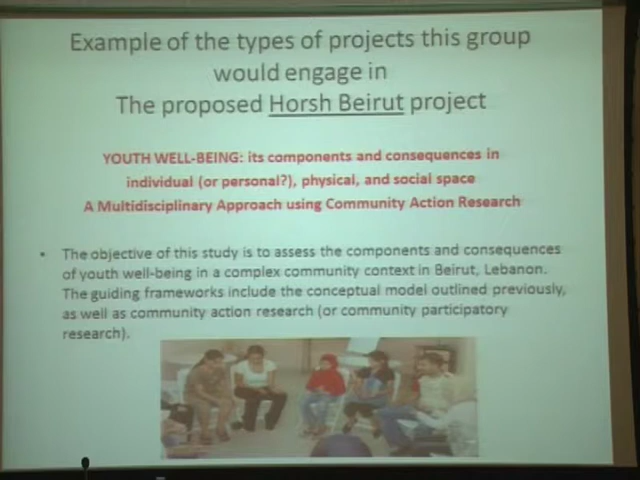 Example of the types of projects this group
would engage in
The proposed Horsh Beirut project
YOUTH WELL-BEING: its components and consequences in
individual (or personal?), physical, and social space
A Multidisciplinary Approach using Community Action Research
• The objective of this study is to assess the components and consequences
of youth well-being in a complex community context in Beirut, Lebanon.
The guiding frameworks include the conceptual model outlined previously,
as well as community action research (or community participatory
research).